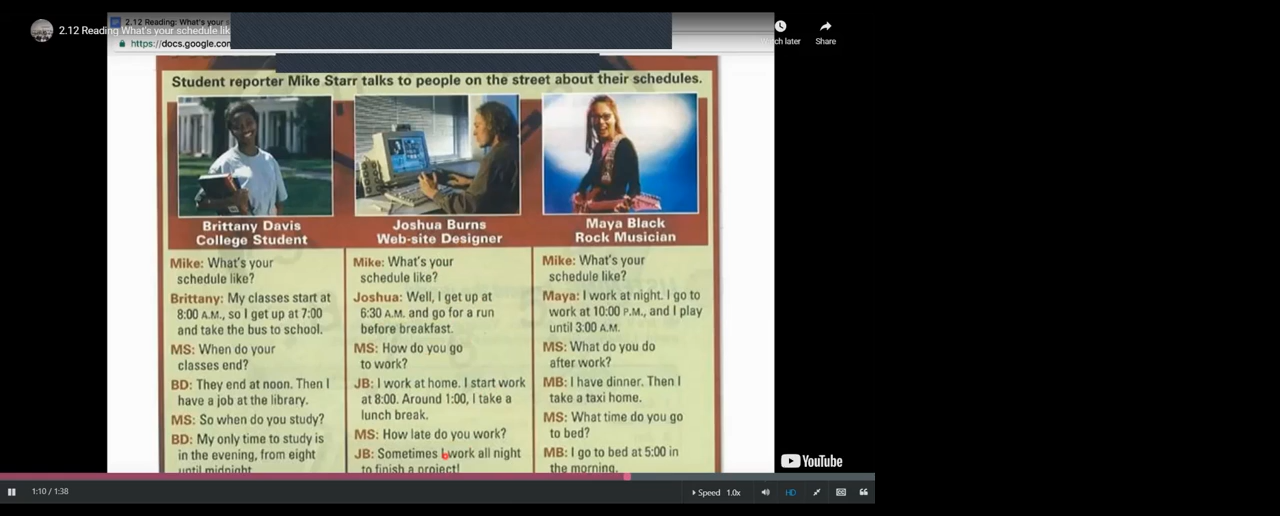 2.12 Reading: What's your s
2.12 Reading What's your schedule lik
https://docs.google.com
ch later
Share
Student reporter Mike Starr talks to people on the street about their schedules.
Brittany Davis
College Student
Mike: What's your
schedule like?
Brittany: My classes start at
8:00 A.M., so I get up at 7:00
and take the bus to school.
MS: When do your
classes end?
BD: They end at noon. Then I
have a job at the library.
MS: So when do you study?
BD: My only time to study is
in the evening, from eight
until midnight.
Joshua Burns
Web-site Designer
Mike: What's your
schedule like?
Joshua: Well, I get up at
6:30 A.M. and go for a run
before breakfast.
MS: How do you go
to work?
JB: I work at home. I start work
at 8:00. Around 1:00, I take a
lunch break.
MS: How late do you work?
JB: Sometimes I work all night
to finish a project!
Maya Black
Rock Musician
Mike: What's your
schedule like?
Maya: I work at night. I go to
work at 10:00 P.M., and I play
until 3:00 A.M.
MS: What do you do
after work?
MB: I have dinner. Then I
take a taxi home.
MS: What time do you go
to bed?
MB: I go to bed at 5:00 in
the morning.
YouTube
1:10 / 1:38
Speed 1.0x
HD